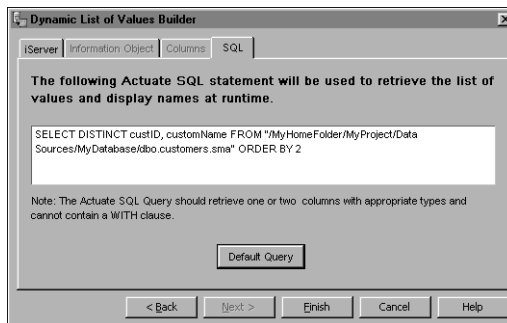 Dynamic List of Values Builder
iServer Information Object Columns SQL
The following Actuate SQL statement will be used to retrieve the list of
values and display names at runtime.
SELECT DISTINCT custID, customName FROM "/MyHomeFolder/MyProject/Data
Sources/MyDatabase/dbo.customers.sma" ORDER BY 2
Note: The Actuate SQL Query should retrieve one or two columns with appropriate types and
cannot contain a WITH clause.
Default Query
< Back Next > Finish Cancel Help